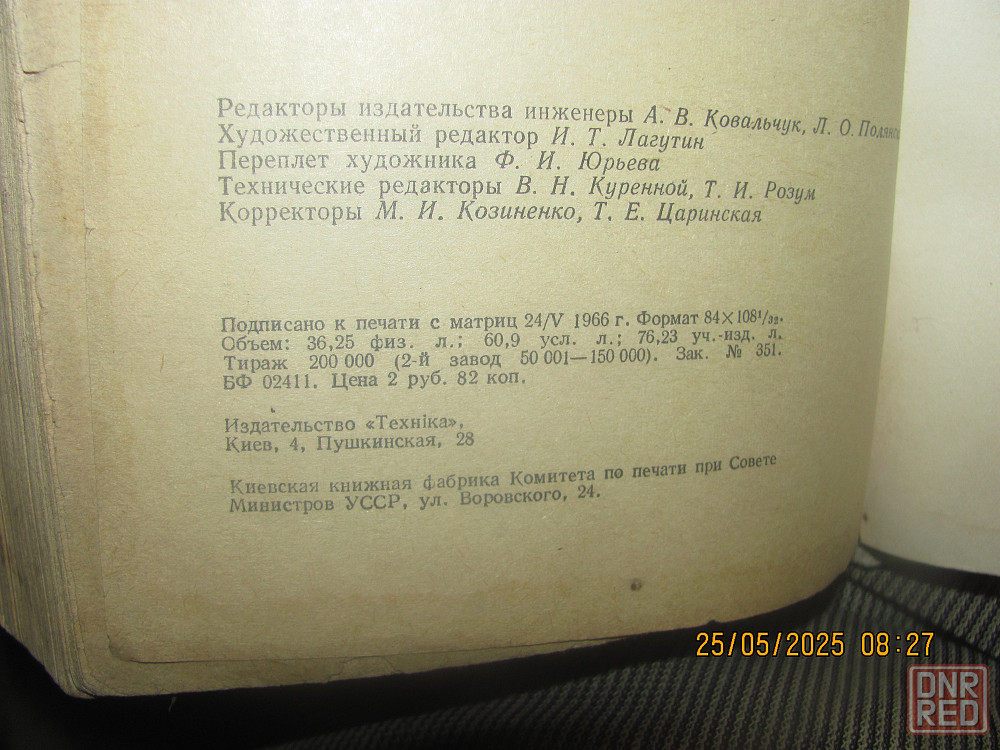 Редакторы издательства инженеры А. В. Ковальчук, Л. О.
Художественный редактор И. Т. Лагутин
Переплет художника Ф. И. Юрьева
Технические редакторы В. Н. Куренной, Т. И. Розум
Корректоры М. И. Козиненко, Т. Е. Царинская
Подписано к печати с матриц 24/V 1966 г. Формат 84×108¹/₃₂.
Объем: 36,25 физ. л.; 60,9 усл. л.; 76,23 уч.-изд. л.
Тираж 200 000 (2-й завод 50 001—150 000). Зак. № 351.
БФ 02411. Цена 2 руб. 82 коп.
Издательство «Технiка»,
Киев, 4, Пушкинская, 28
Киевская книжная фабрика Комитета по печати при Совете
Министров УССР, ул. Воровского, 24.
25/05/2025 08:27
DNR
RED